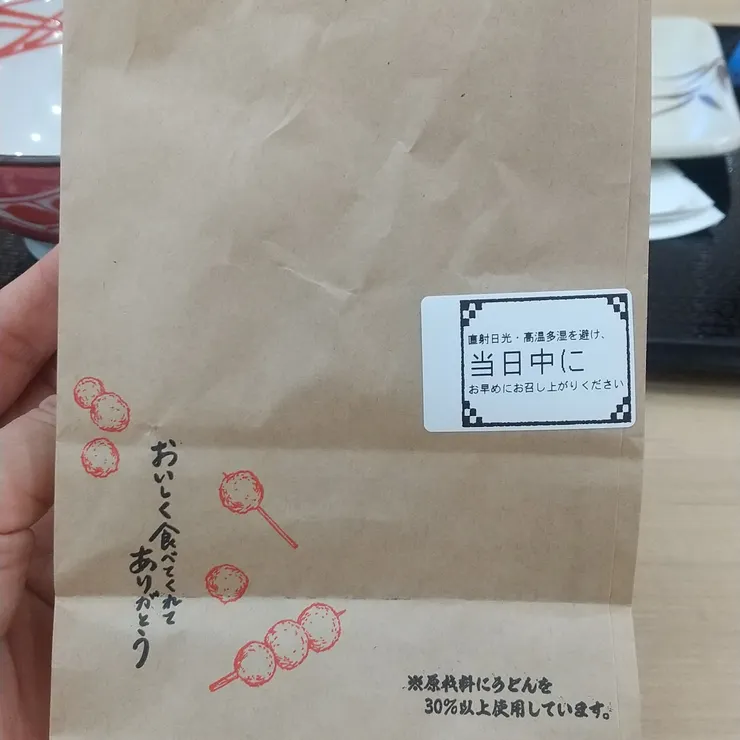 直射日光・高温多湿を避け、
当日中に
お早めにお召し上がりください
おいしく食べてくれて
ありがとう
※原材料にうどんを
30%以上使用しています。